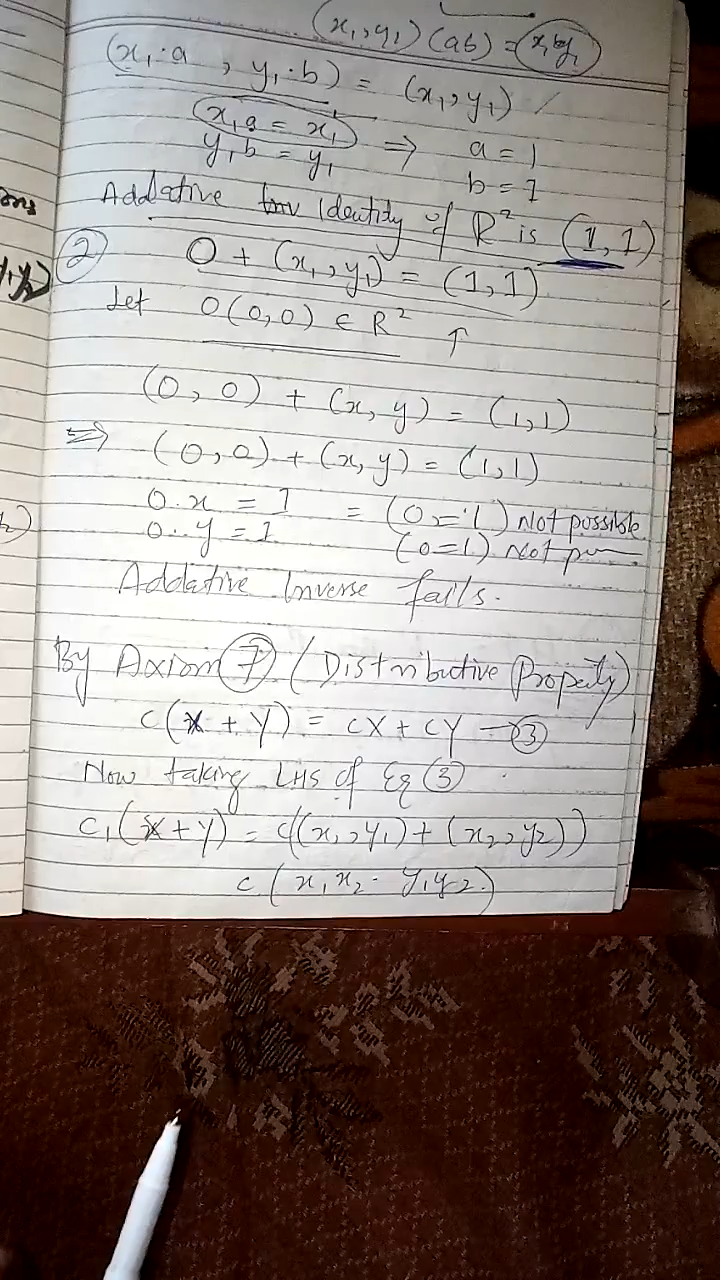 (x₁,y₁) (ab) = x₁by₁
(x₁·a , y₁·b) = (x₁,y₁)
x₁a = x₁ ⇒ a = 1
y₁b = y₁
b = 1
Addative Identity of R² is (1,1)
② 0 + (x₁,y₁) = (1,1)
Let 0(0,0) ∈ R² ↑
(0,0) + (x,y) = (1,1)
⇒ (0,0) + (x,y) = (1,1)
0.x = 1 = (0=1) Not possible
0.y = 1 (0=1) Not
Addative Inverse fails.
By Axiom ⑦ (Distributive Property)
c(X + Y) = cX + cY —③
Now taking LHS of Eq ③
c₁(X+Y) = c((x₁,y₁) + (x₂,y₂))
c(x₁x₂. y₁y₂.)